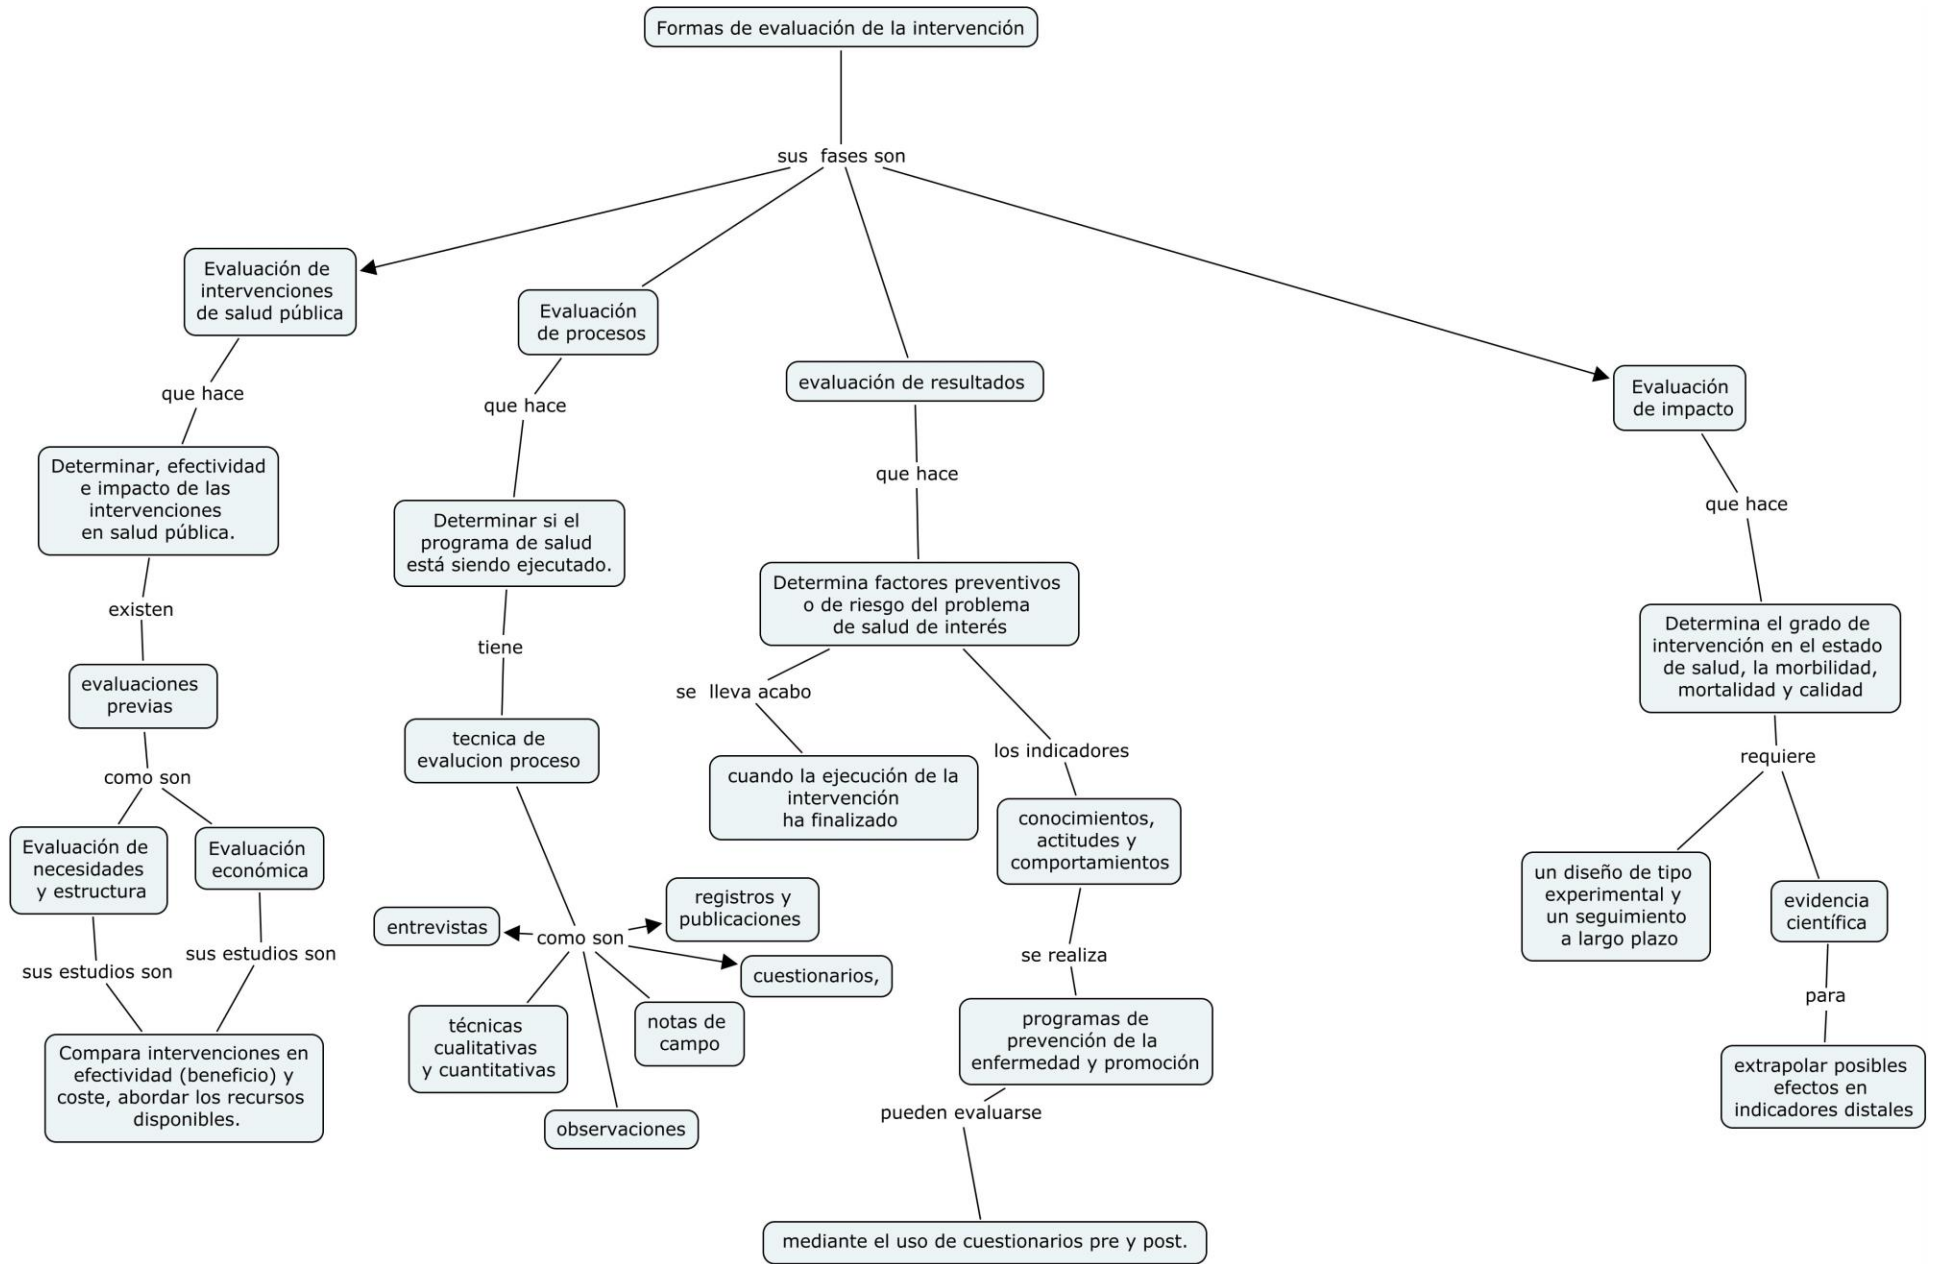 Formas de evaluación de la intervención
sus fases son
Evaluación de
intervenciones
de salud pública
que hace
Determinar, efectividad
e impacto de las
intervenciones
en salud pública.
existen
evaluaciones
previas
como son
Evaluación de
necesidades
y estructura
Evaluación
económica
sus estudios son
sus estudios son
Compara intervenciones en
efectividad (beneficio) y
coste, abordar los recursos
disponibles.
Evaluación
de procesos
que hace
Determinar si el
programa de salud
está siendo ejecutado.
tiene
tecnica de
evalucion proceso
como son
entrevistas
registros y
publicaciones
cuestionarios,
técnicas
cualitativas
y cuantitativas
notas de
campo
observaciones
evaluación de resultados
que hace
Determina factores preventivos
o de riesgo del problema
de salud de interés
se lleva acabo
cuando la ejecución de la
intervención
ha finalizado
los indicadores
conocimientos,
actitudes y
comportamientos
se realiza
programas de
prevención de la
enfermedad y promoción
pueden evaluarse
mediante el uso de cuestionarios pre y post.
Evaluación
de impacto
que hace
Determina el grado de
intervención en el estado
de salud, la morbilidad,
mortalidad y calidad
requiere
un diseño de tipo
experimental y
un seguimiento
a largo plazo
evidencia
científica
para
extrapolar posibles
efectos en
indicadores distales